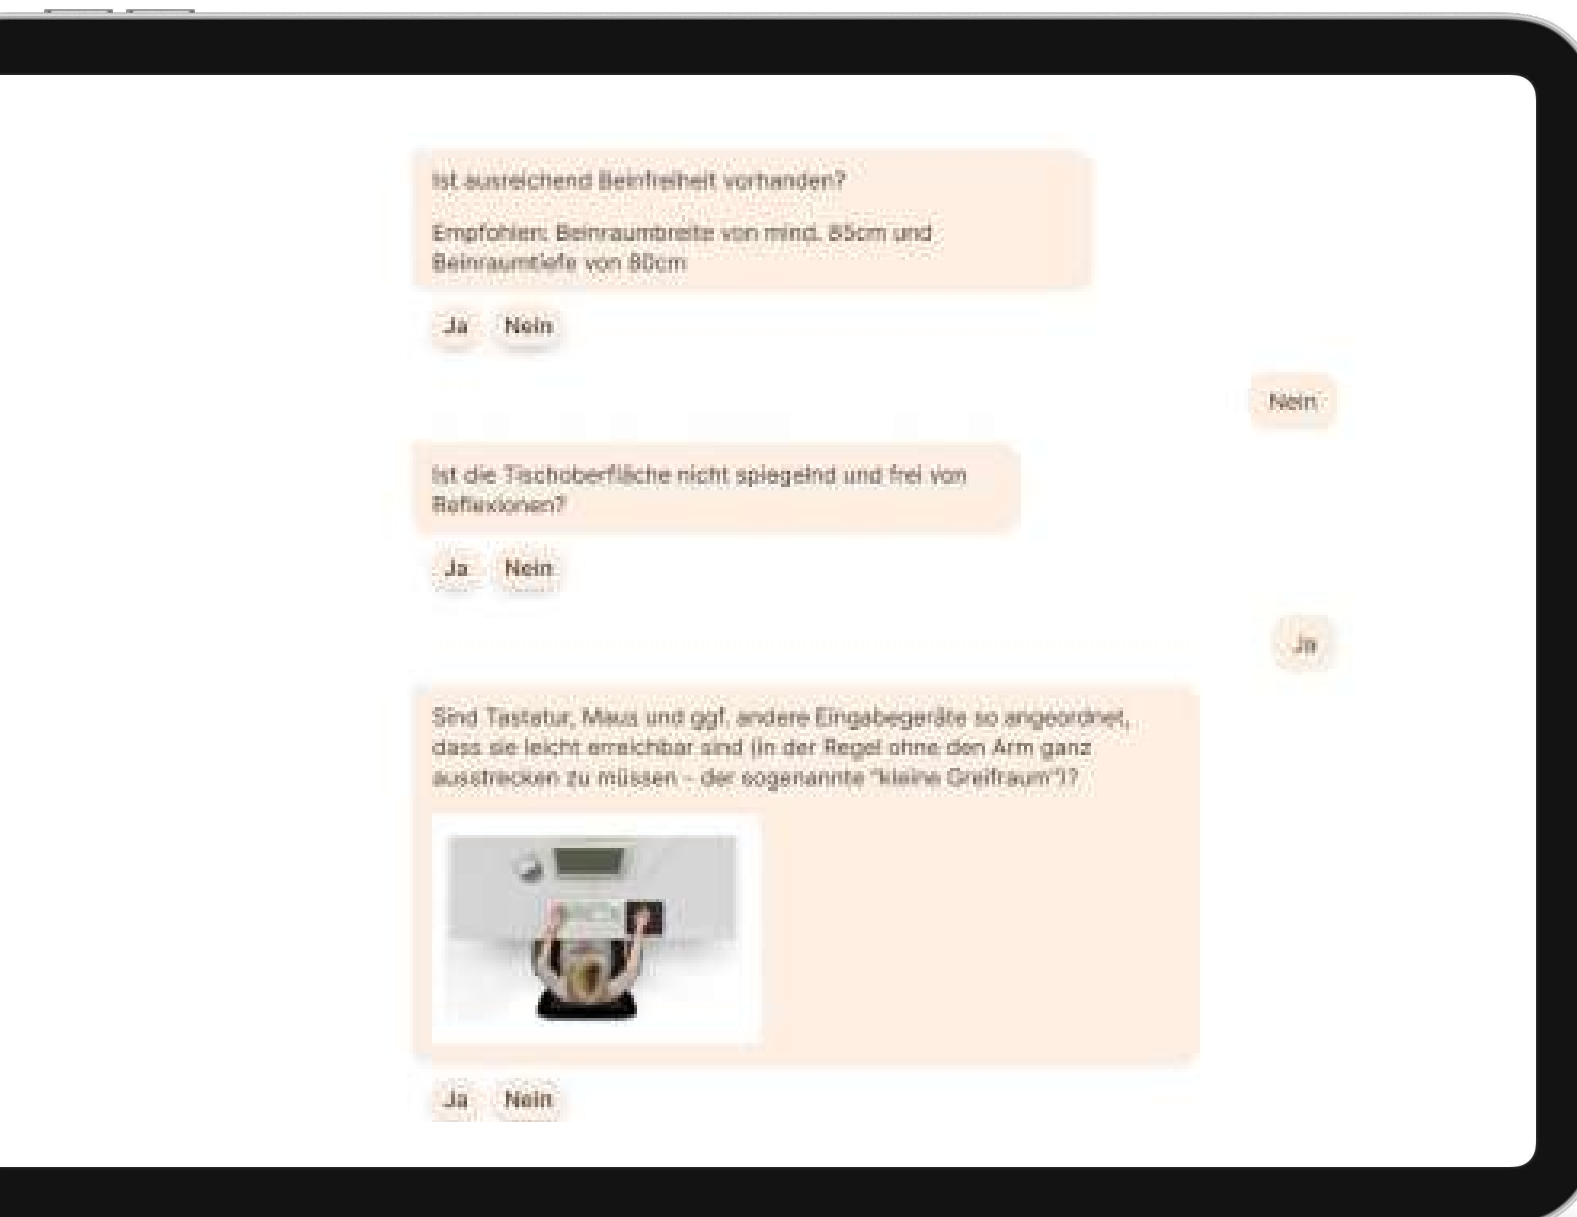 Ist ausreichend Beinfreiheit vorhanden?
Empfohlen: Beinraumbreite von mind. 85cm und
Beinraumtiefe von 80cm
Ja Nein
Nein
Ist die Tischoberfläche nicht spiegelnd und frei von
Reflexionen?
Ja Nein
Ja
Sind Tastatur, Maus und ggf. andere Eingabegeräte so angeordnet,
dass sie leicht erreichbar sind (in der Regel ohne den Arm ganz
ausstrecken zu müssen - der sogenannte "kleine Greifraum")?
Ja Nein